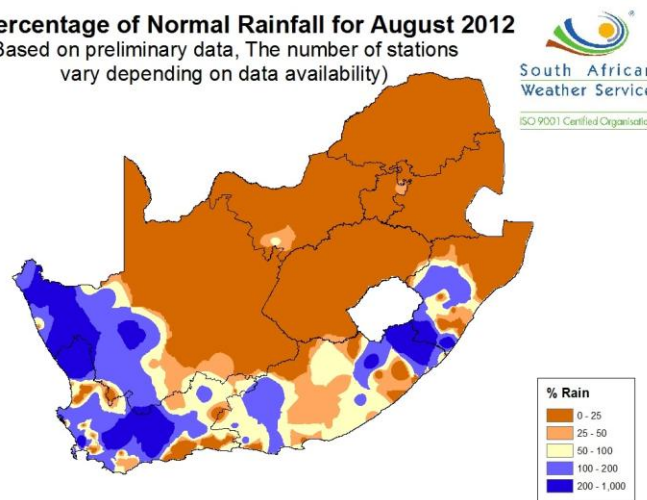 ercentage of Normal Rainfall for August 2012
Based on preliminary data, The number of stations
vary depending on data availability)
South African
Weather Service
ISO 9001 Certified Organisatio
% Rain
0 - 25
25 - 50
50 - 100
100 - 200
200 - 1,000